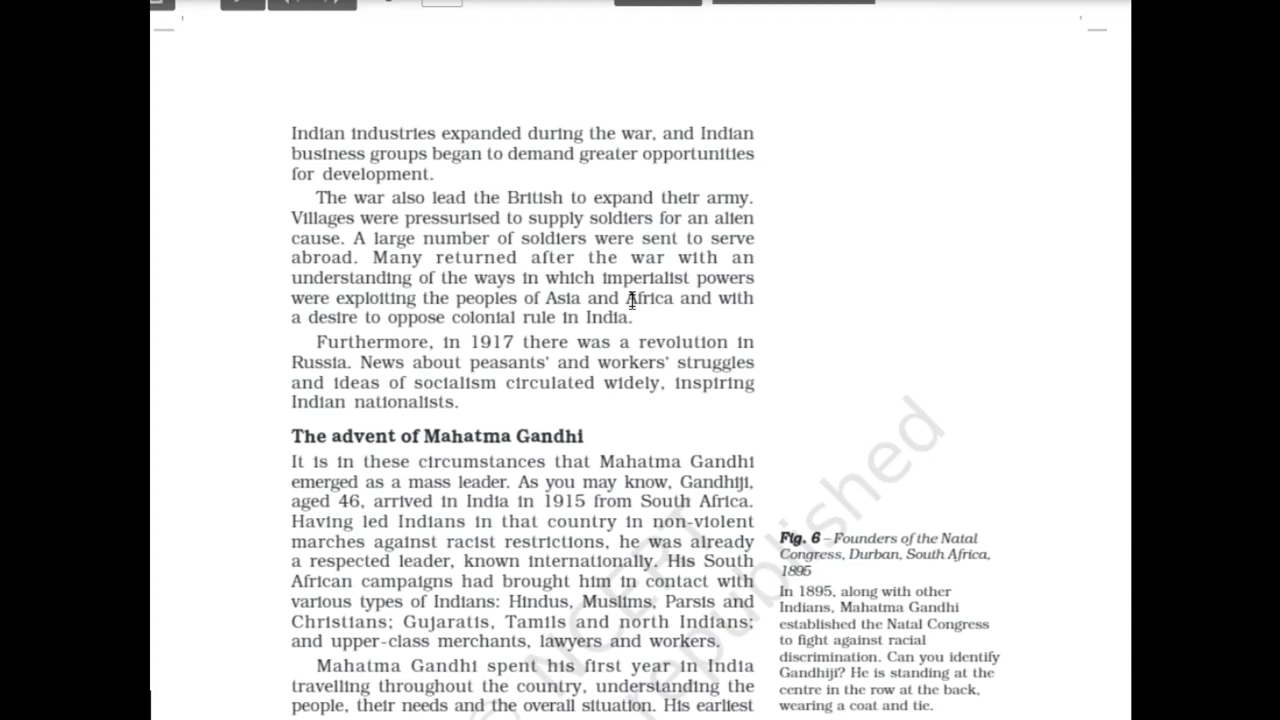 Indian industries expanded during the war, and Indian
business groups began to demand greater opportunities
for development.
The war also lead the British to expand their army.
Villages were pressurised to supply soldiers for an alien
cause. A large number of soldiers were sent to serve
abroad. Many returned after the war with an
understanding of the ways in which imperialist powers
were exploiting the peoples of Asia and Africa and with
a desire to oppose colonial rule in India.
Furthermore, in 1917 there was a revolution in
Russia. News about peasants' and workers' struggles
and ideas of socialism circulated widely, inspiring
Indian nationalists.
The advent of Mahatma Gandhi
It is in these circumstances that Mahatma Gandhi
emerged as a mass leader. As you may know, Gandhiji,
aged 46, arrived in India in 1915 from South Africa.
Having led Indians in that country in non-violent
marches against racist restrictions, he was already
a respected leader, known internationally. His South
African campaigns had brought him in contact with
various types of Indians: Hindus, Muslims, Parsis and
Christians; Gujaratis, Tamils and north Indians;
and upper-class merchants, lawyers and workers.
Mahatma Gandhi spent his first year in India
travelling throughout the country, understanding the
people, their needs and the overall situation. His earliest
Fig. 6 – Founders of the Natal
Congress, Durban, South Africa,
1895
In 1895, along with other
Indians, Mahatma Gandhi
established the Natal Congress
to fight against racial
discrimination. Can you identify
Gandhiji? He is standing at the
centre in the row at the back,
wearing a coat and tie.
NCERT
republished